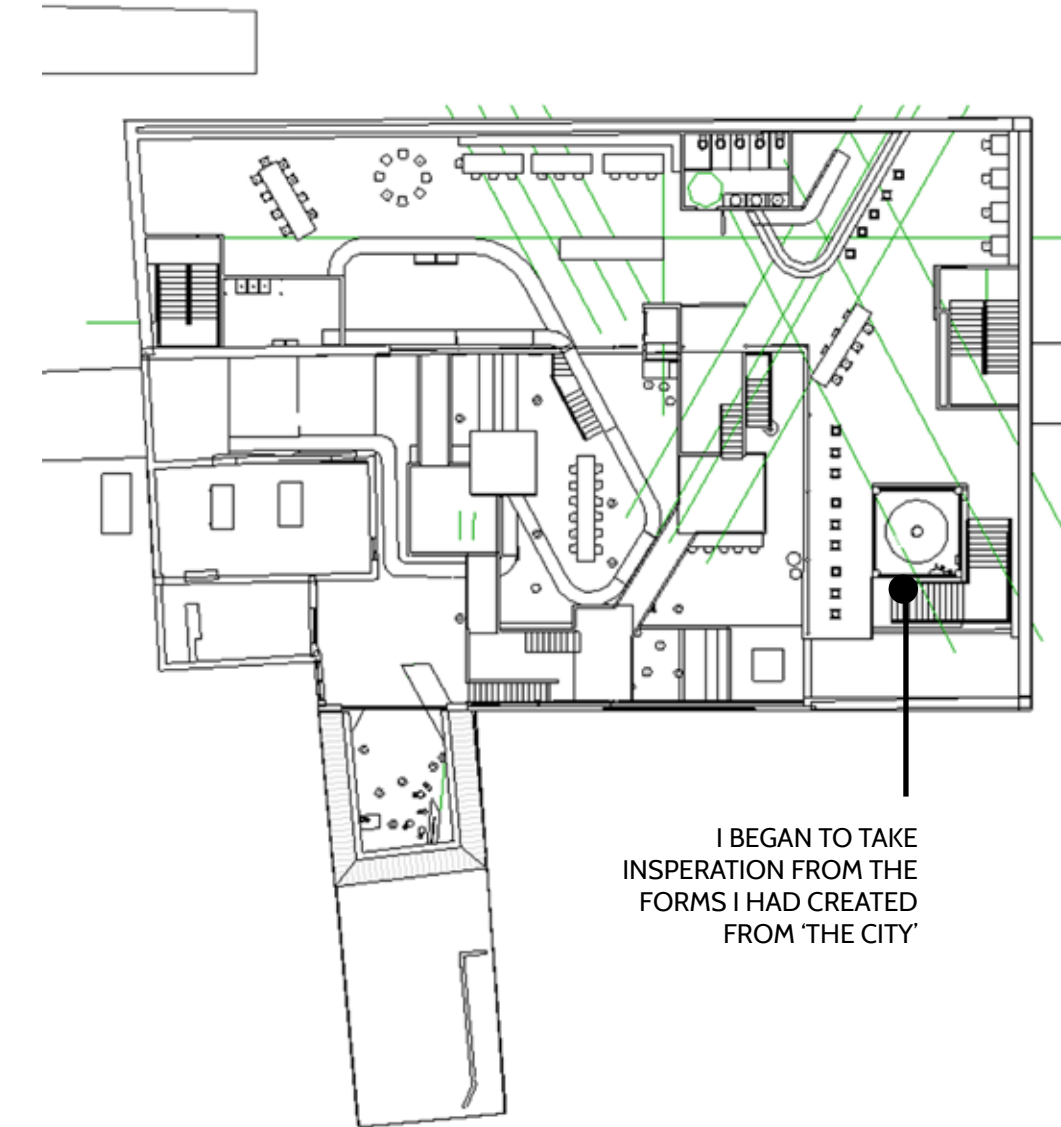 I BEGAN TO TAKE
INSPERATION FROM THE
FORMS I HAD CREATED
FROM ‘THE CITY’